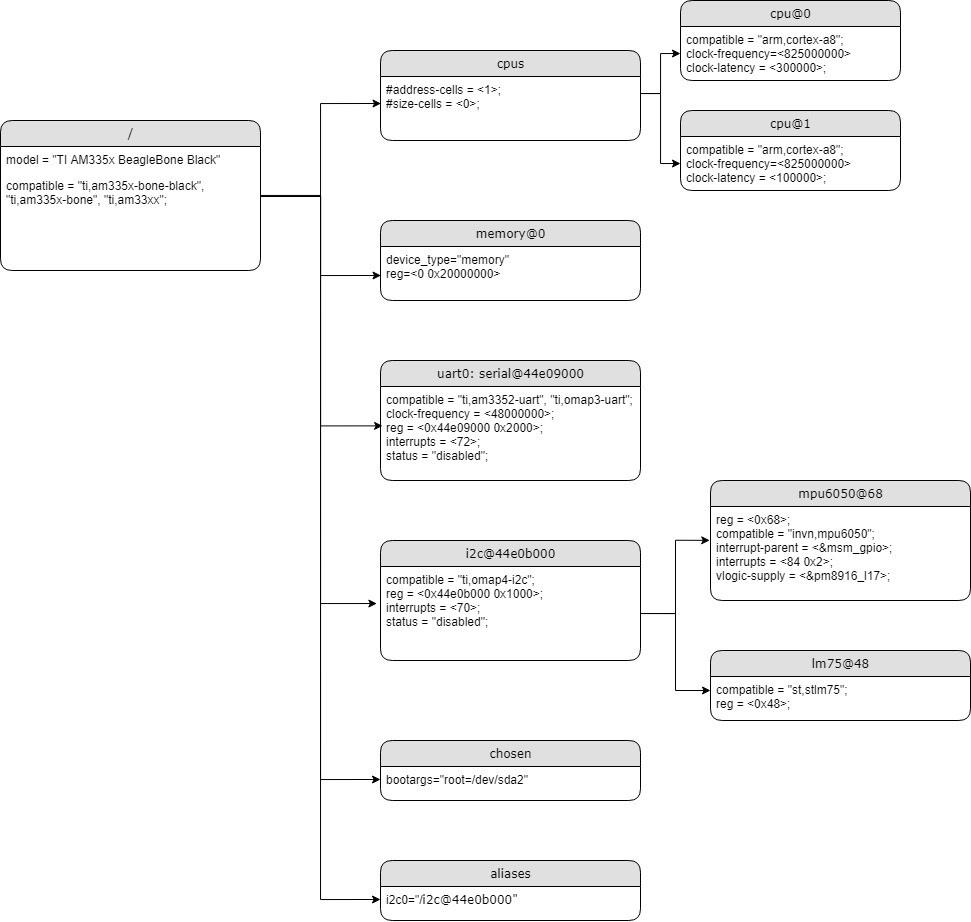 /
model = "TI AM335x BeagleBone Black"
compatible = "ti,am335x-bone-black",
"ti,am335x-bone", "ti,am33xx";
cpus
#address-cells = <1>;
#size-cells = <0>;
cpu@0
compatible = "arm,cortex-a8";
clock-frequency=<825000000>
clock-latency = <300000>;
cpu@1
compatible = "arm,cortex-a8";
clock-frequency=<825000000>
clock-latency = <100000>;
memory@0
device_type="memory"
reg=<0 0x20000000>
uart0: serial@44e09000
compatible = "ti,am3352-uart", "ti,omap3-uart";
clock-frequency = <48000000>;
reg = <0x44e09000 0x2000>;
interrupts = <72>;
status = "disabled";
i2c@44e0b000
compatible = "ti,omap4-i2c";
reg = <0x44e0b000 0x1000>;
interrupts = <70>;
status = "disabled";
mpu6050@68
reg = <0x68>;
compatible = "invn,mpu6050";
interrupt-parent = <&msm_gpio>;
interrupts = <84 0x2>;
vlogic-supply = <&pm8916_l17>;
lm75@48
compatible = "st,stlm75";
reg = <0x48>;
chosen
bootargs="root=/dev/sda2"
aliases
i2c0="/i2c@44e0b000"